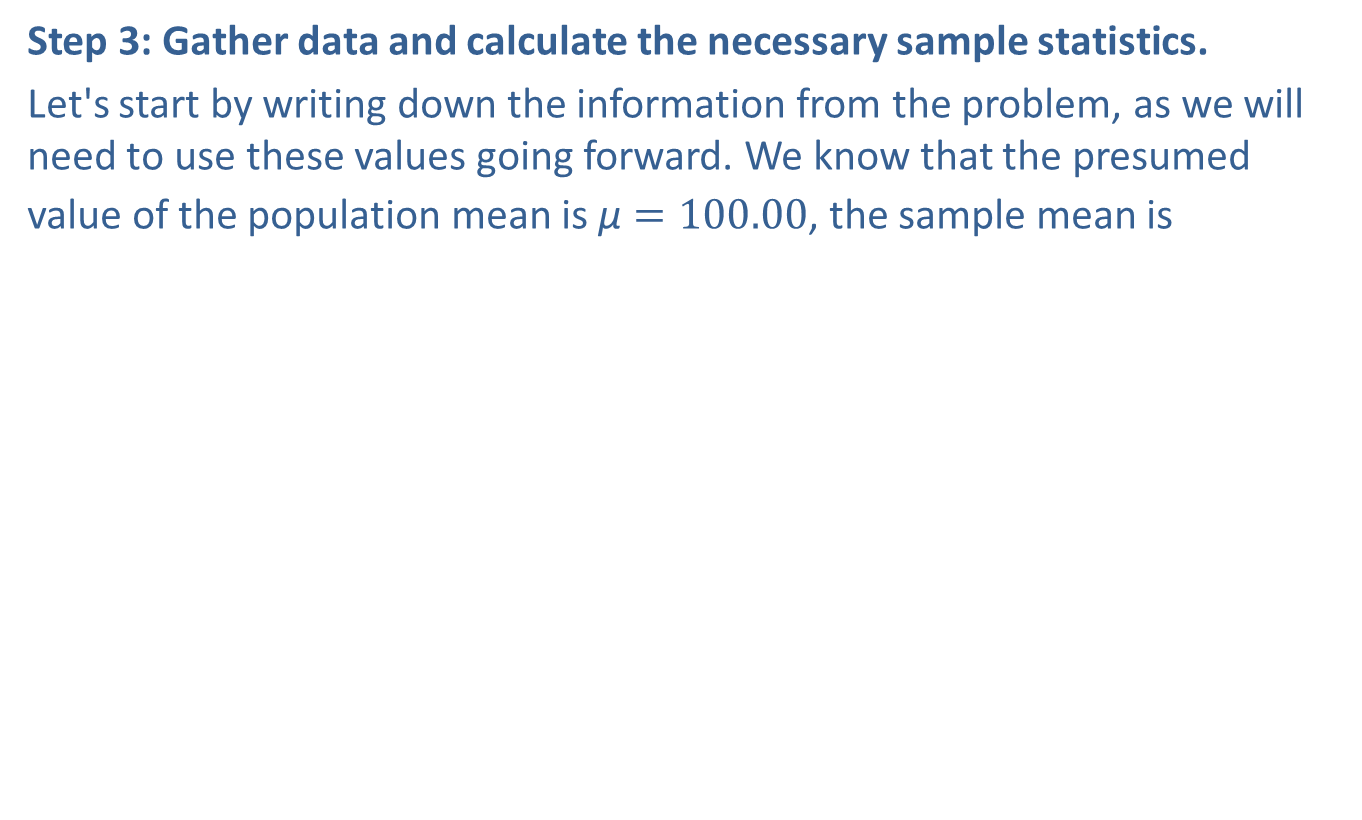 Step 3: Gather data and calculate the necessary sample statistics.
Let's start by writing down the information from the problem, as we will
need to use these values going forward. We know that the presumed
value of the population mean is μ = 100.00, the sample mean is